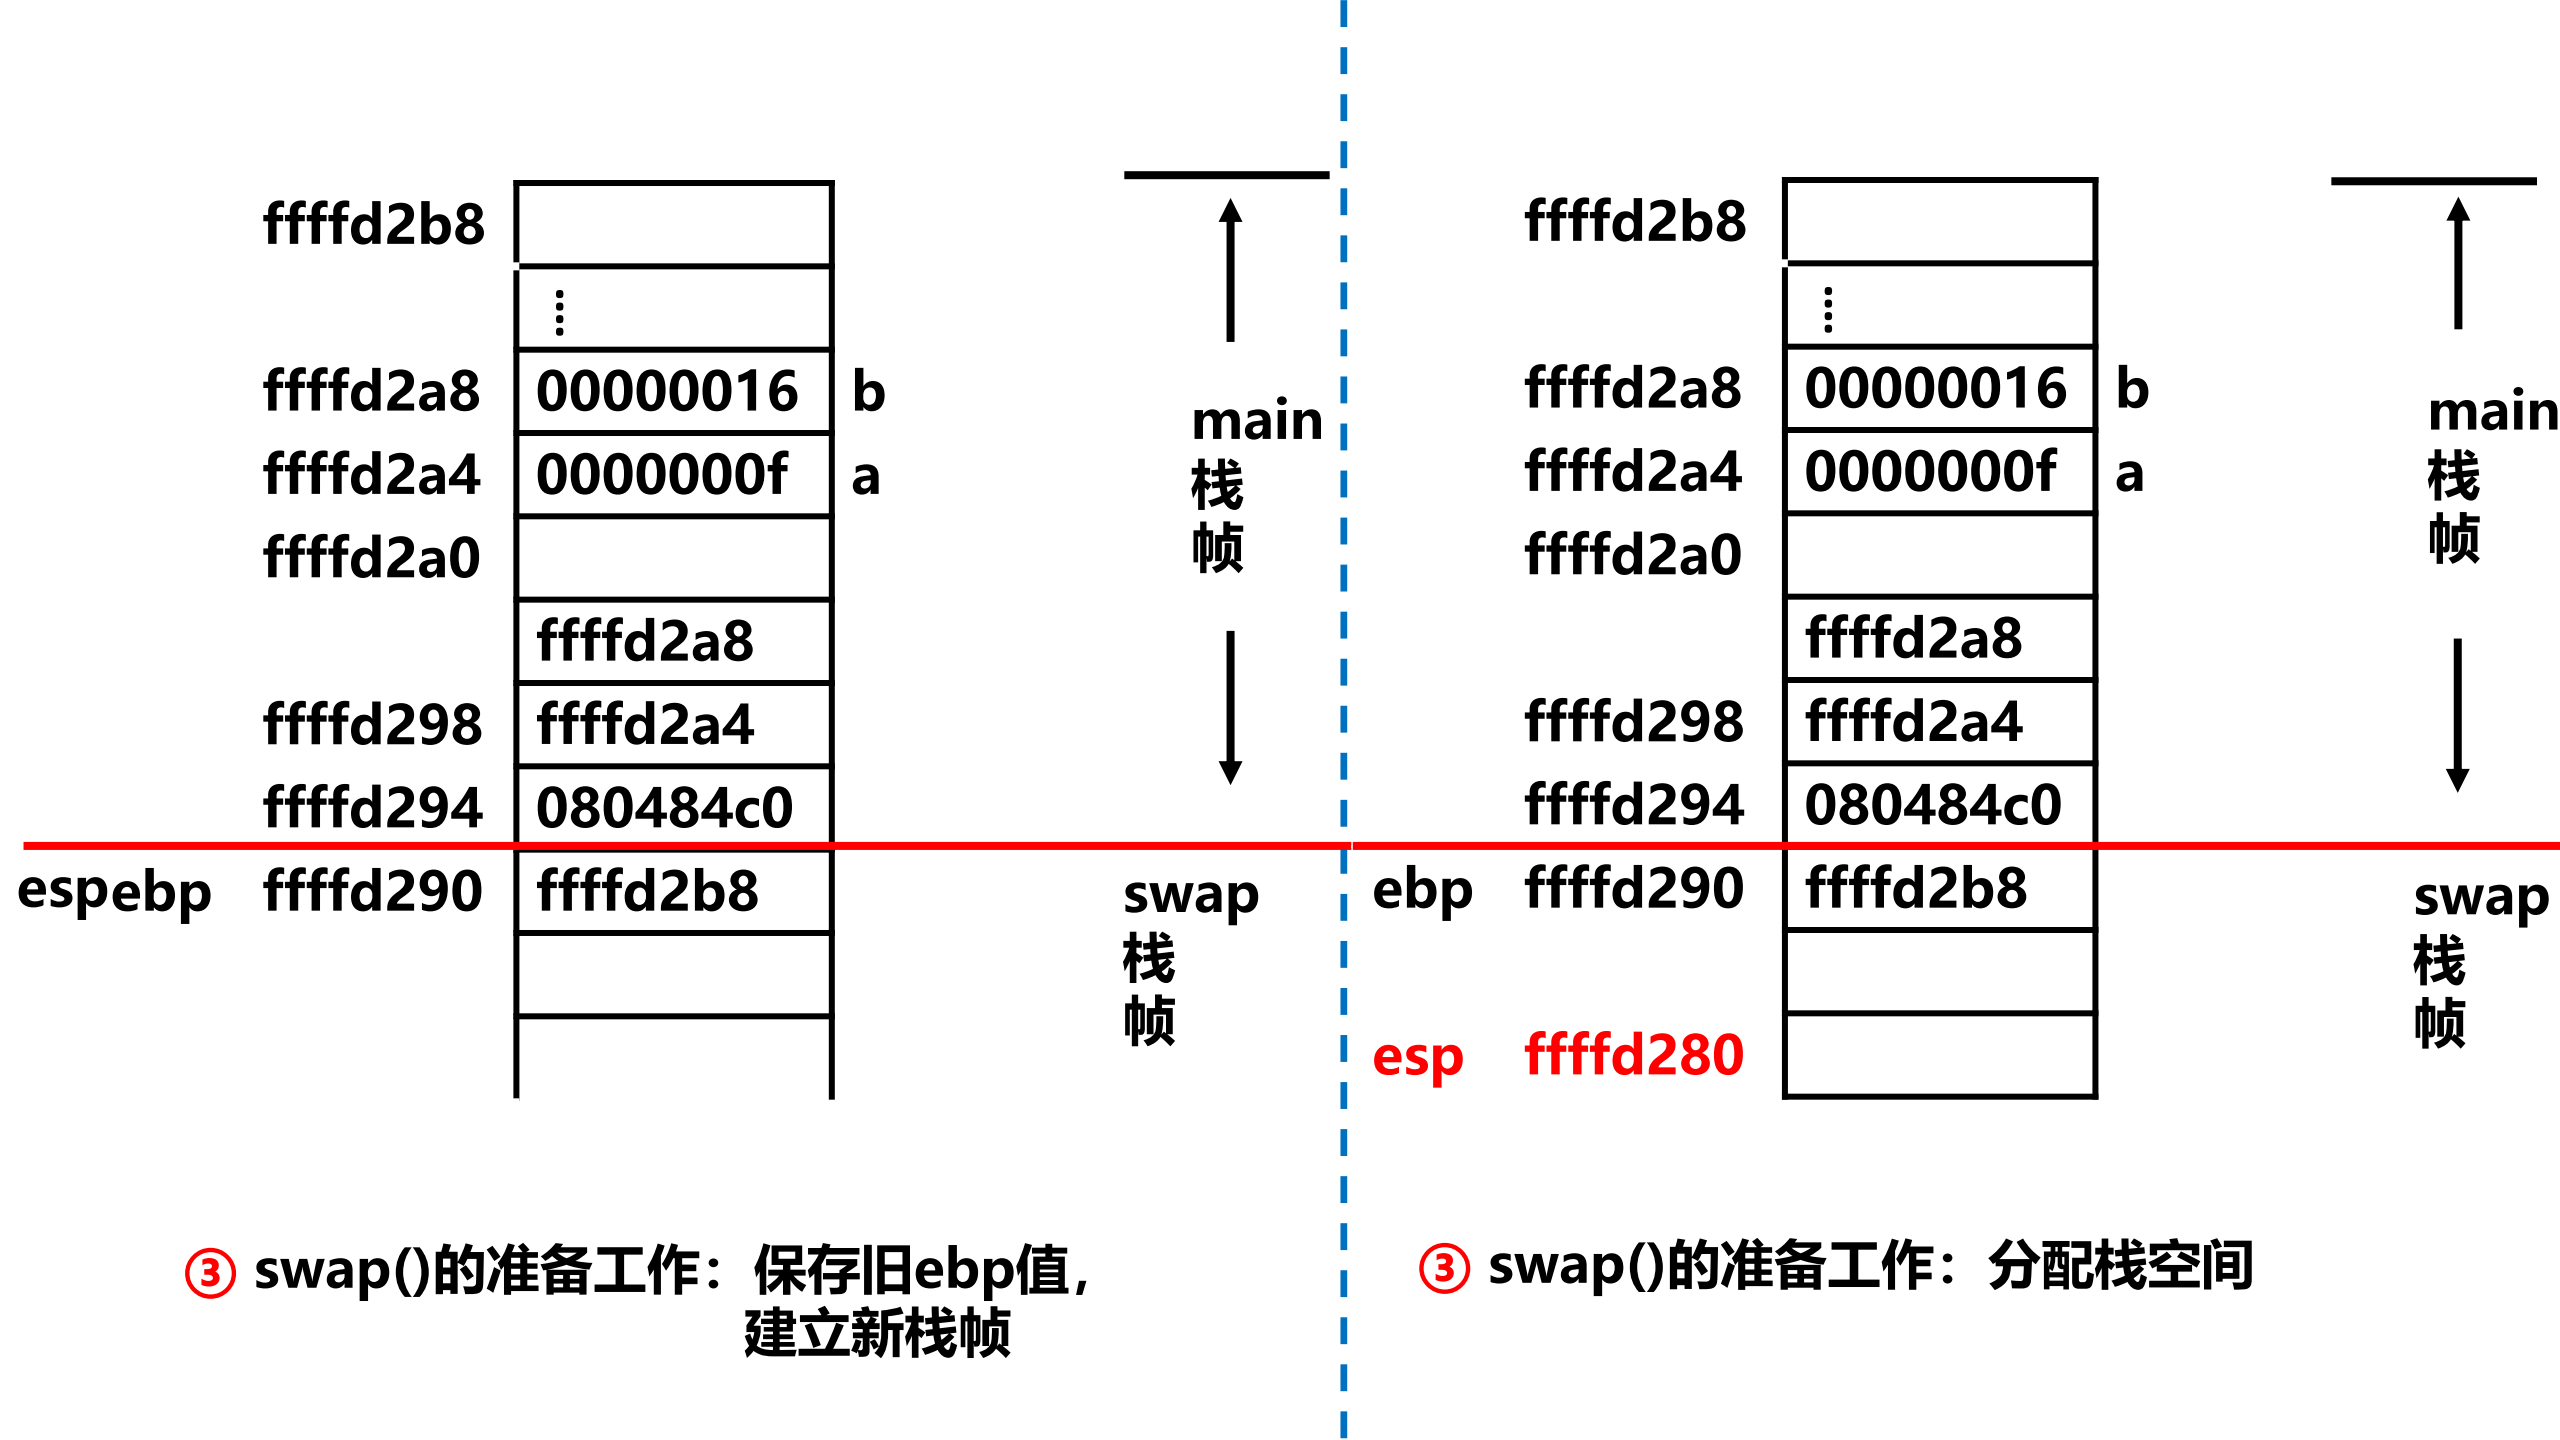 ffffd2b8
⁞
ffffd2a8 00000016 b
ffffd2a4 0000000f a
ffffd2a0
ffffd2a8
ffffd298 ffffd2a4
ffffd294 080484c0
esp ebp ffffd290 ffffd2b8
main
栈
帧
swap
栈
帧
③ swap()的准备工作：保存旧ebp值，
建立新栈帧
ffffd2b8
⁞
ffffd2a8 00000016 b
ffffd2a4 0000000f a
ffffd2a0
ffffd2a8
ffffd298 ffffd2a4
ffffd294 080484c0
ebp ffffd290 ffffd2b8
esp ffffd280
main
栈
帧
swap
栈
帧
③ swap()的准备工作：分配栈空间